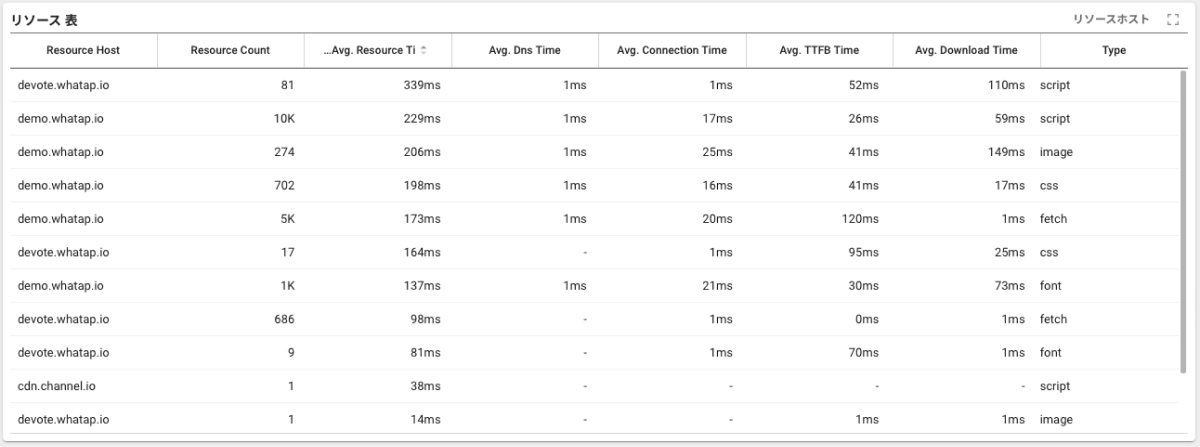 リソース 表 リソースホスト
Resource Host Resource Count ...Avg. Resource Ti Avg. Dns Time Avg. Connection Time Avg. TTFB Time Avg. Download Time Type
devote.whatap.io 81 339ms 1ms 1ms 52ms 110ms script
demo.whatap.io 10K 229ms 1ms 17ms 26ms 59ms script
demo.whatap.io 274 206ms 1ms 25ms 41ms 149ms image
demo.whatap.io 702 198ms 1ms 16ms 41ms 17ms css
demo.whatap.io 5K 173ms 1ms 20ms 120ms 1ms fetch
devote.whatap.io 17 164ms - 1ms 95ms 25ms css
demo.whatap.io 1K 137ms 1ms 21ms 30ms 73ms font
devote.whatap.io 686 98ms - 1ms 0ms 1ms fetch
devote.whatap.io 9 81ms - 1ms 70ms 1ms font
cdn.channel.io 1 38ms - - - - script
devote.whatap.io 1 14ms - - 1ms 1ms image